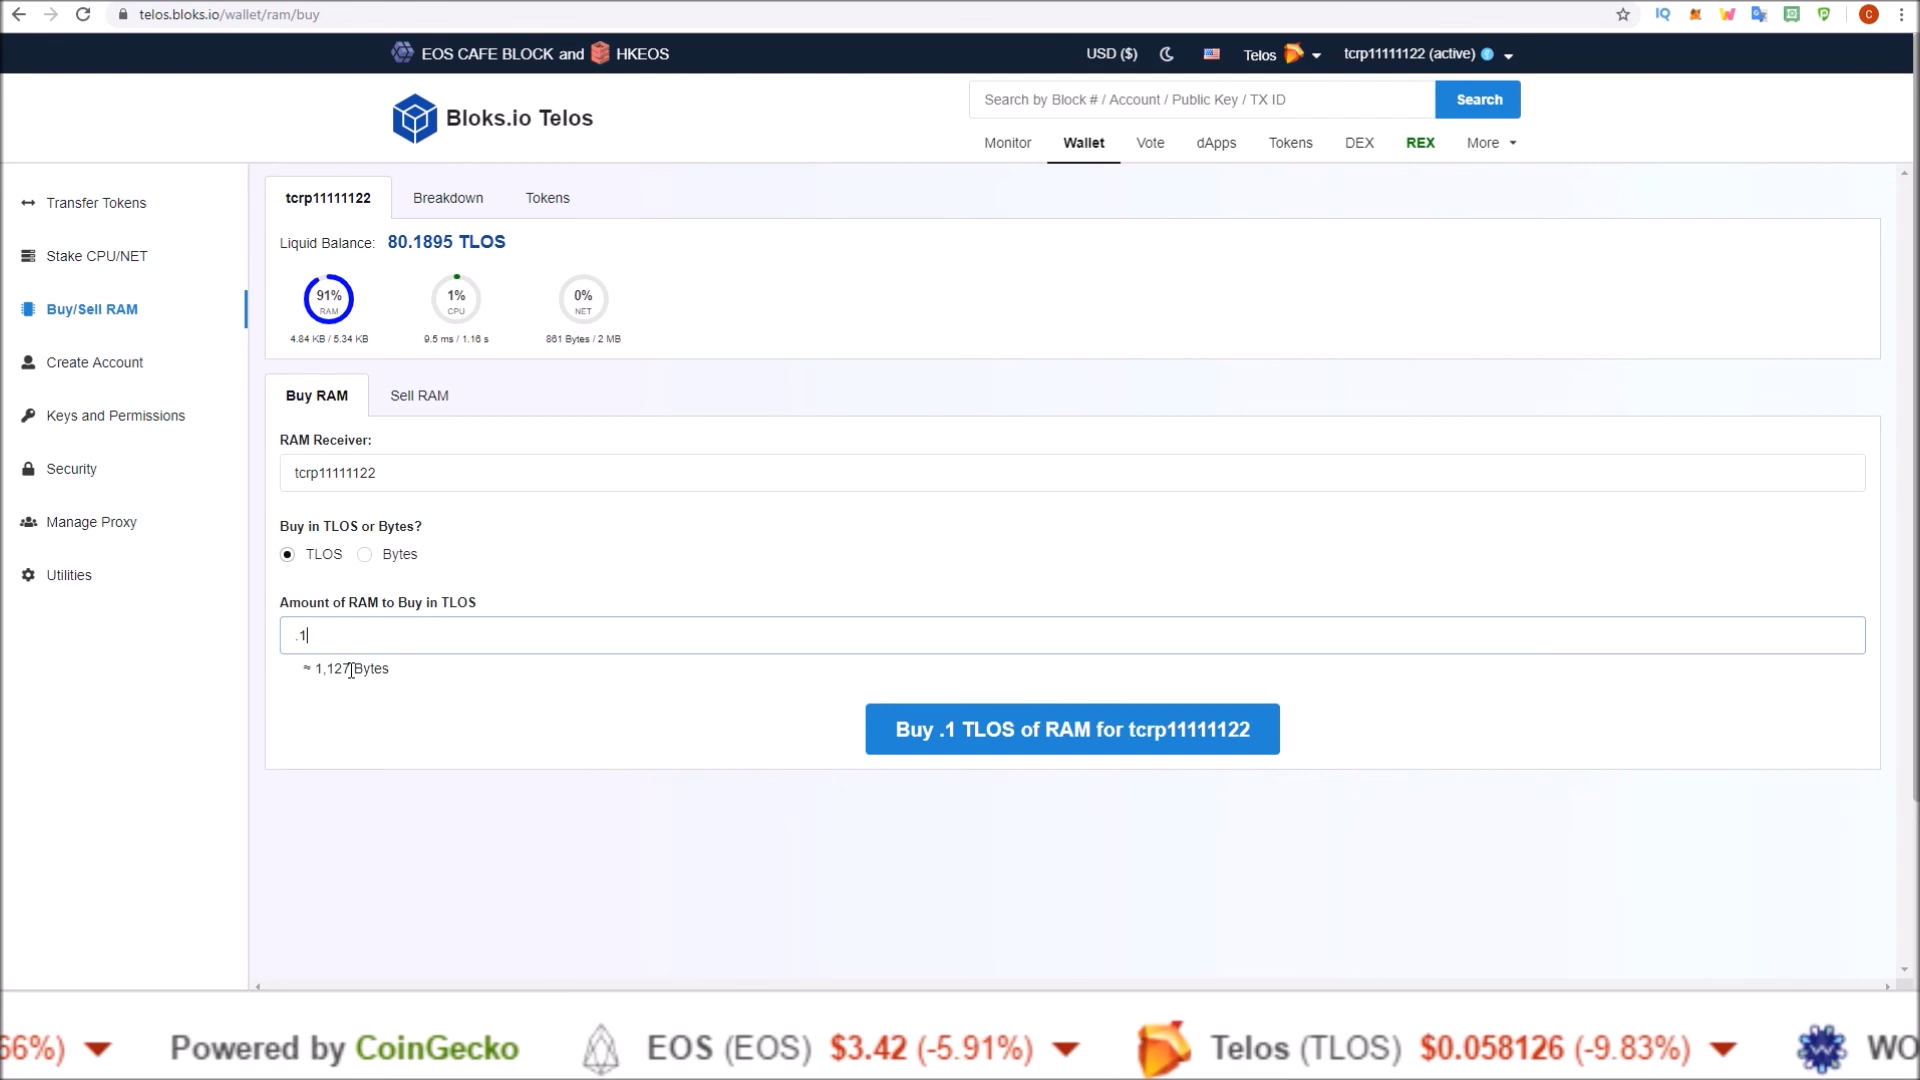 telos.bloks.io/wallet/ram/buy
EOS CAFE BLOCK and HKEOS
USD ($)
Telos
tcrp11111122 (active)
Bloks.io Telos
Search by Block # / Account / Public Key / TX ID
Search
Monitor
Wallet
Vote
dApps
Tokens
DEX
REX
More
Transfer Tokens
Stake CPU/NET
Buy/Sell RAM
Create Account
Keys and Permissions
Security
Manage Proxy
Utilities
tcrp11111122
Breakdown
Tokens
Liquid Balance: 80.1895 TLOS
91%
RAM
4.84 KB / 5.34 KB
1%
CPU
9.5 ms / 1.16 s
0%
NET
861 Bytes / 2 MB
Buy RAM
Sell RAM
RAM Receiver:
tcrp11111122
Buy in TLOS or Bytes?
TLOS
Bytes
Amount of RAM to Buy in TLOS
.1
≈ 1,127 Bytes
Buy .1 TLOS of RAM for tcrp11111122
66%)
Powered by CoinGecko
EOS (EOS) $3.42 (-5.91%)
Telos (TLOS) $0.058126 (-9.83%)
WO